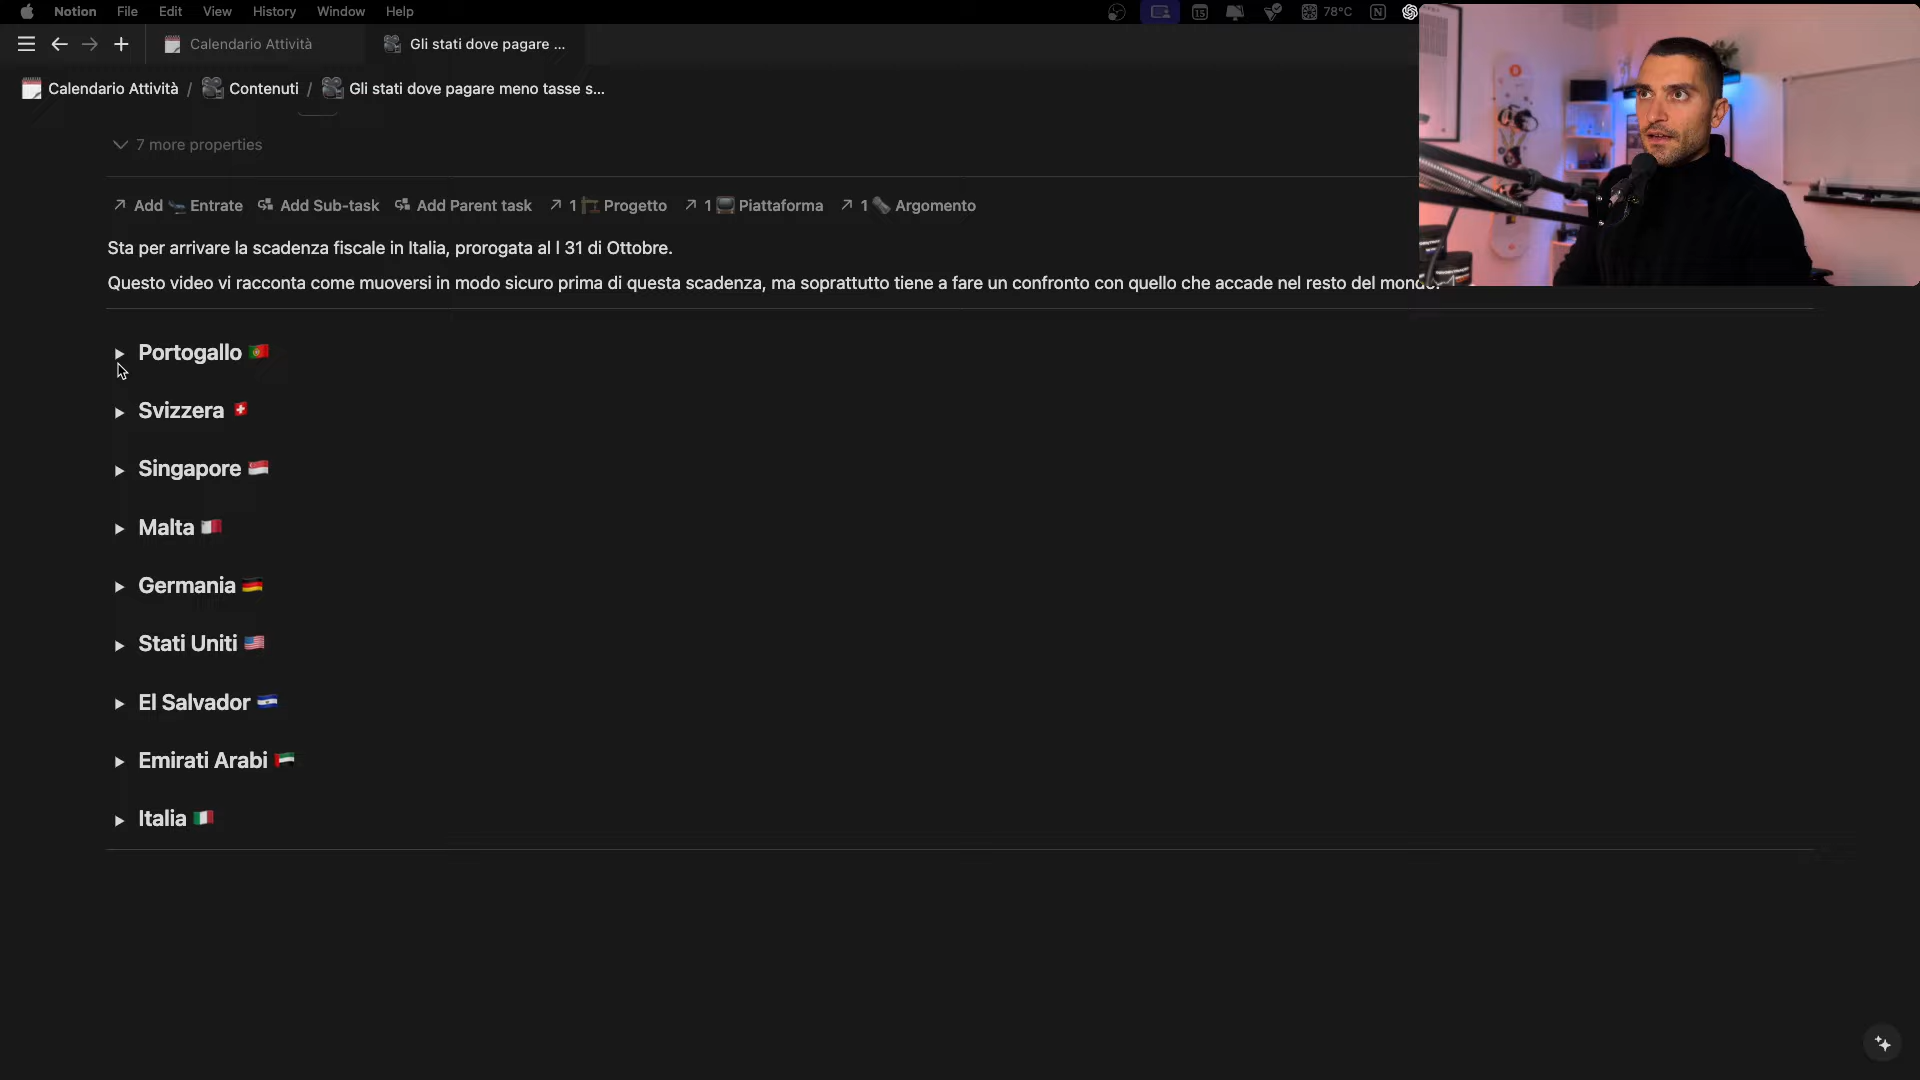 Notion File Edit View History Window Help 15 78°C
Calendario Attività Gli stati dove pagare ...
Calendario Attività / Contenuti / Gli stati dove pagare meno tasse s...
7 more properties
Add Entrate Add Sub-task Add Parent task 1 Progetto 1 Piattaforma 1 Argomento
Sta per arrivare la scadenza fiscale in Italia, prorogata al l 31 di Ottobre.
Questo video vi racconta come muoversi in modo sicuro prima di questa scadenza, ma soprattutto tiene a fare un confronto con quello che accade nel resto del mondo.
Portogallo
Svizzera
Singapore
Malta
Germania
Stati Uniti
El Salvador
Emirati Arabi
Italia